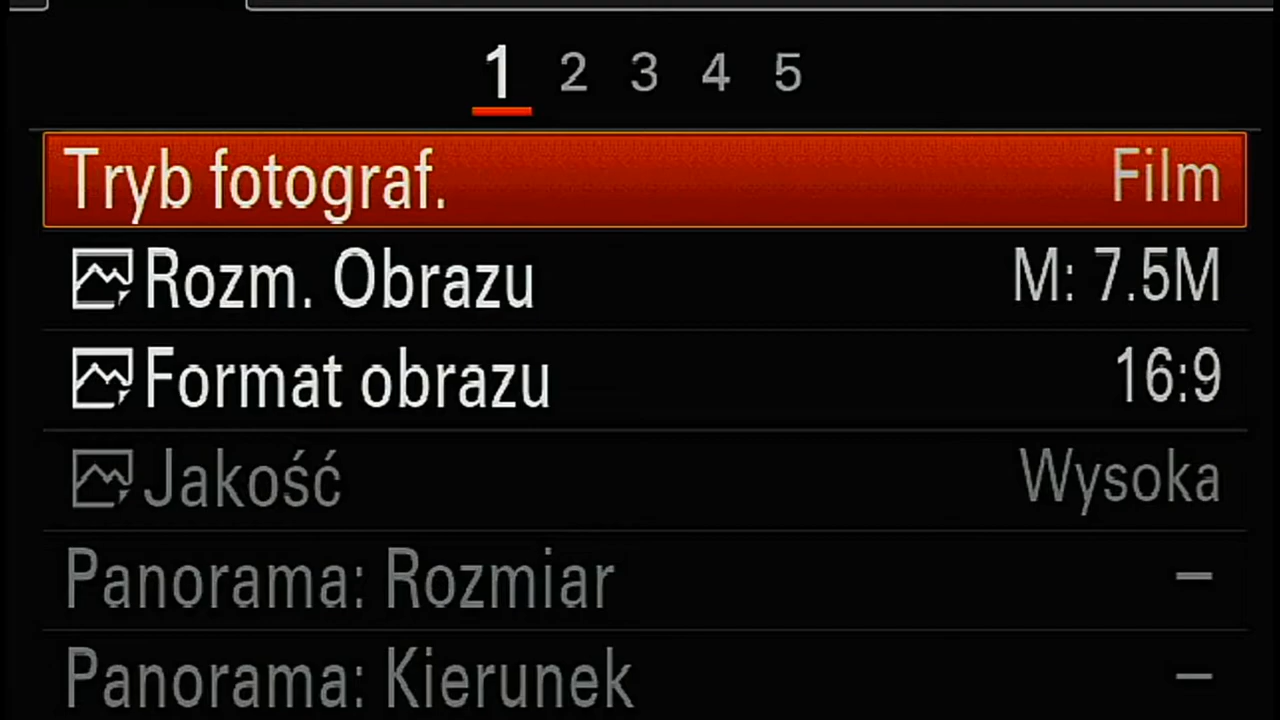 1 2 3 4 5
Tryb fotograf. Film
Rozm. Obrazu M: 7.5M
Format obrazu 16:9
Jakość Wysoka
Panorama: Rozmiar –
Panorama: Kierunek –